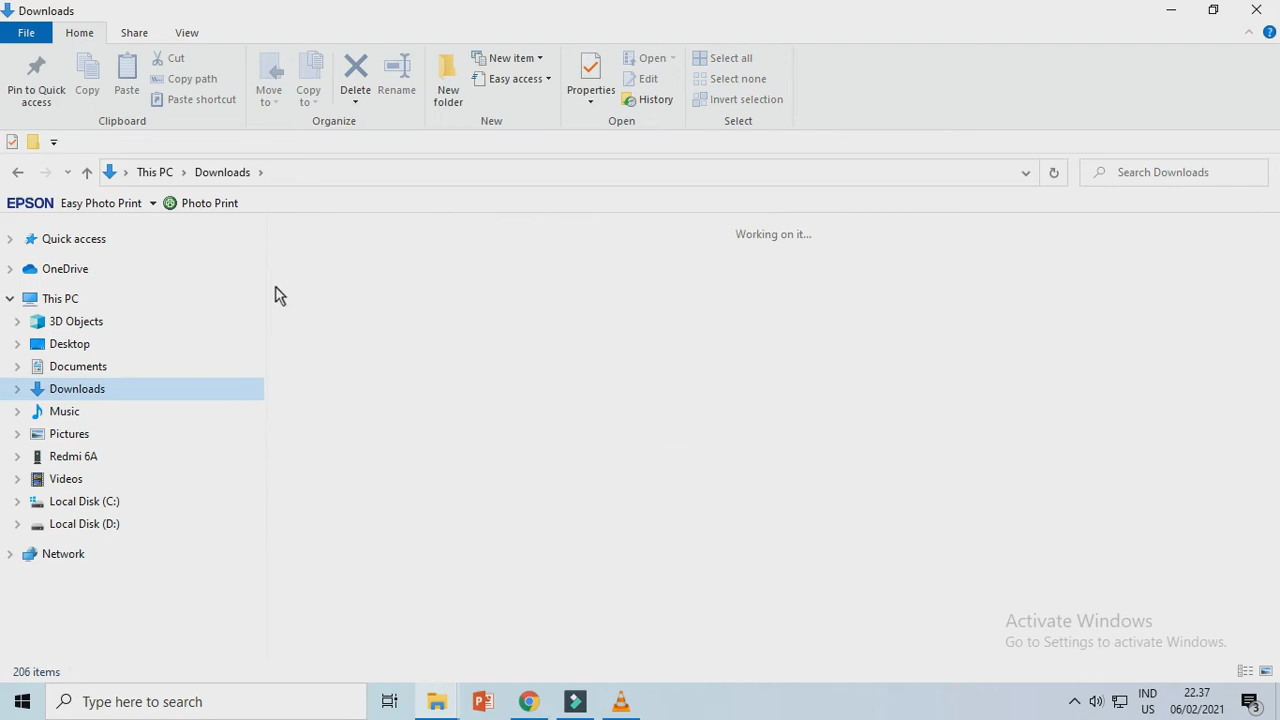 Downloads
File Home Share View
Pin to Quick access
Copy
Paste
Cut
Copy path
Paste shortcut
Clipboard
Move to
Copy to
Delete
Rename
Organize
New folder
New item
Easy access
New
Properties
Open
Edit
History
Open
Select all
Select none
Invert selection
Select
This PC Downloads
Search Downloads
EPSON Easy Photo Print Photo Print
Working on it...
Quick access
OneDrive
This PC
3D Objects
Desktop
Documents
Downloads
Music
Pictures
Redmi 6A
Videos
Local Disk (C:)
Local Disk (D:)
Network
Activate Windows
Go to Settings to activate Windows.
206 items
Type here to search
IND
US
22.37
06/02/2021
3